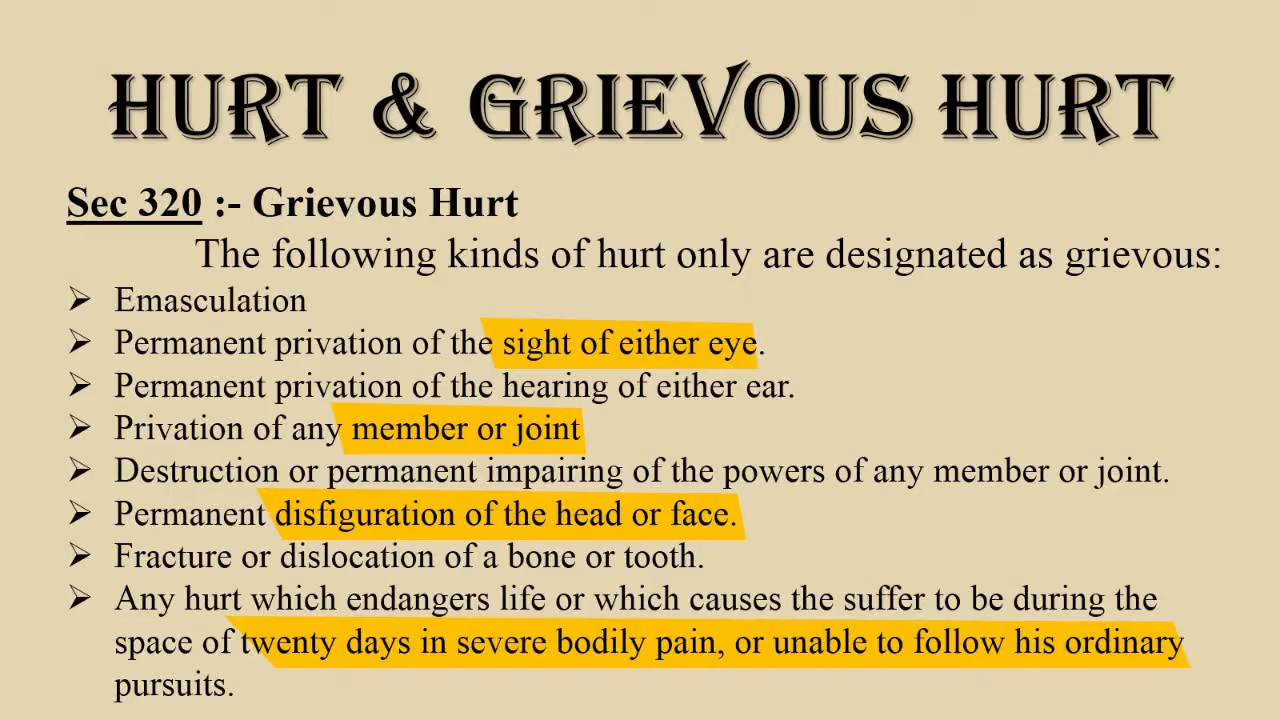 HURT & GRIEVOUS HURT
Sec 320 :- Grievous Hurt
The following kinds of hurt only are designated as grievous:
➢ Emasculation
➢ Permanent privation of the sight of either eye.
➢ Permanent privation of the hearing of either ear.
➢ Privation of any member or joint
➢ Destruction or permanent impairing of the powers of any member or joint.
➢ Permanent disfiguration of the head or face.
➢ Fracture or dislocation of a bone or tooth.
➢ Any hurt which endangers life or which causes the suffer to be during the
space of twenty days in severe bodily pain, or unable to follow his ordinary
pursuits.